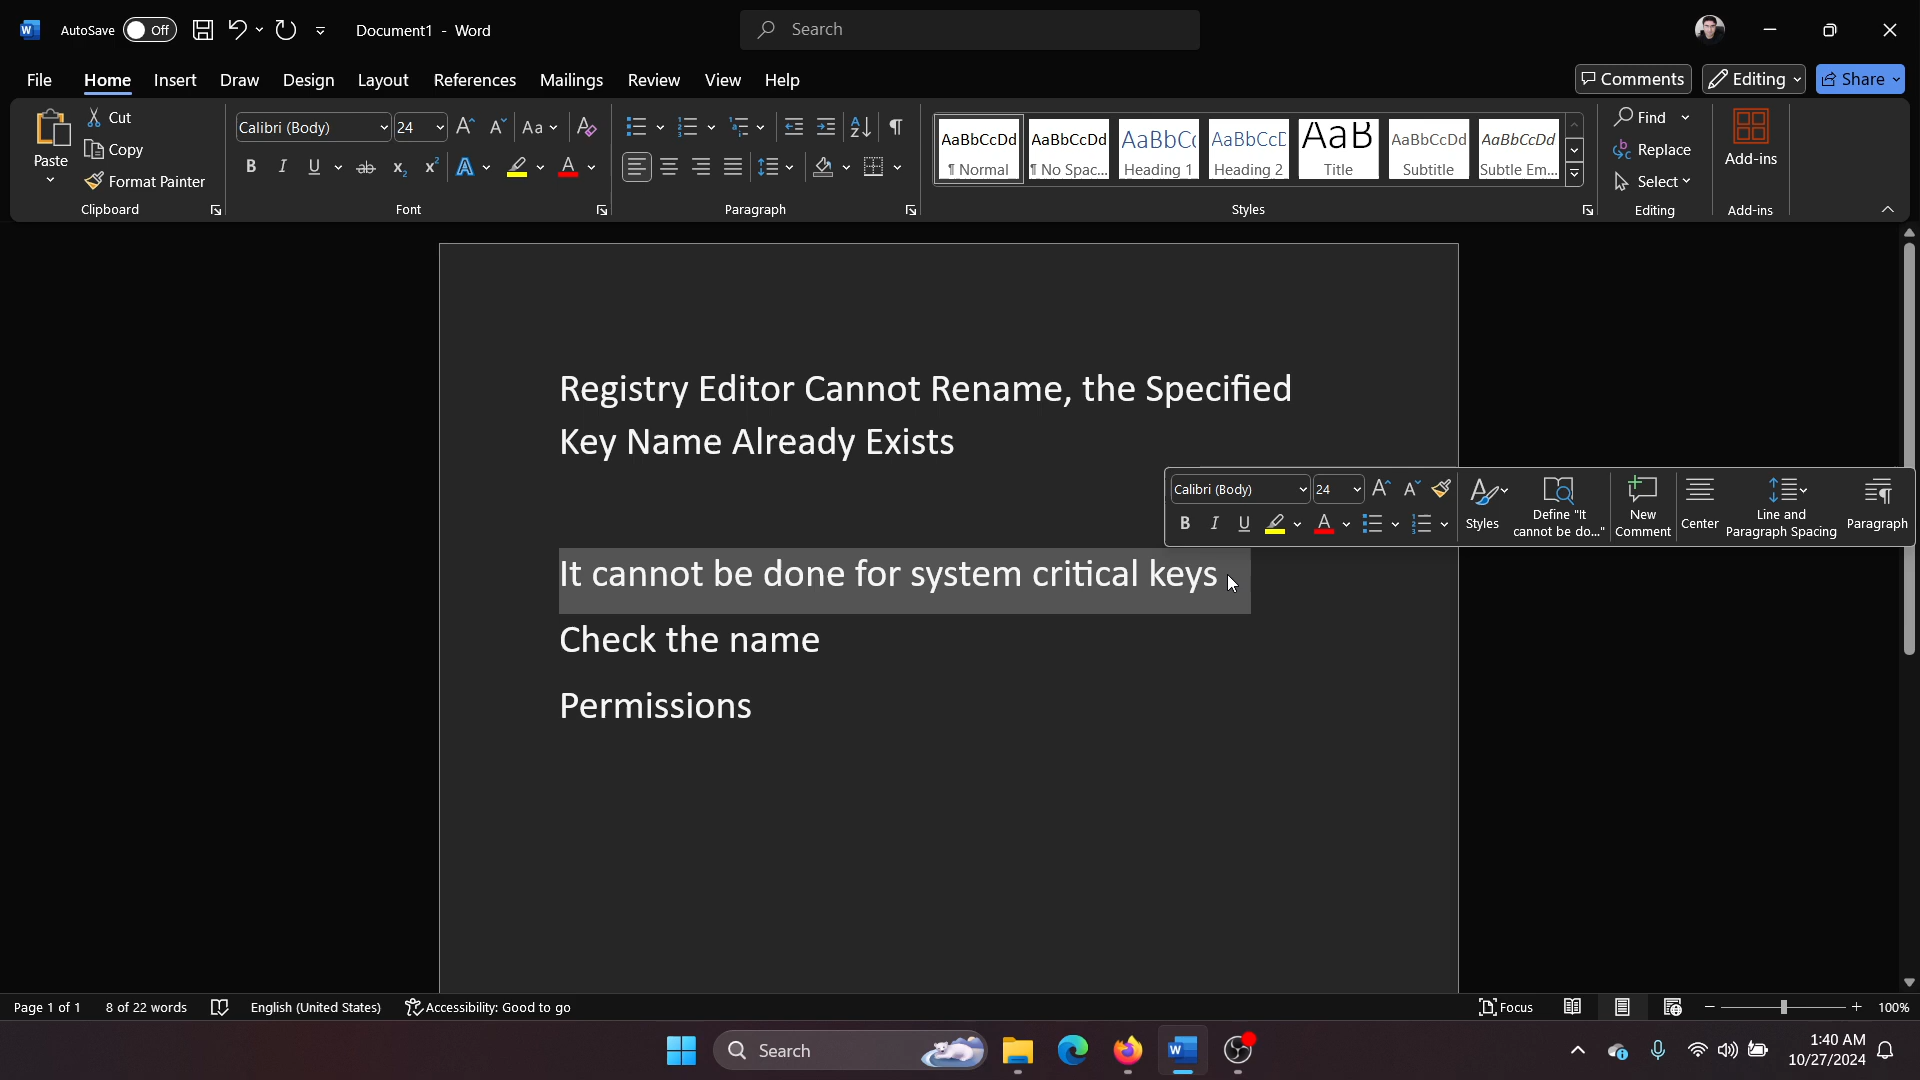 AutoSave Off Document1 - Word Search
File Home Insert Draw Design Layout References Mailings Review View Help Comments Editing Share
Paste Cut
Copy
Format Painter
Clipboard
Calibri (Body) 24 Aa
B I U ab x₂ x² A A
Font
Paragraph
AaBbCcDd AaBbCcDd AaBbC AaBbCcD AaB AaBbCcDd AaBbCcDd
¶ Normal ¶ No Spac... Heading 1 Heading 2 Title Subtitle Subtle Em...
Styles
Find
Replace
Select
Editing
Add-ins
Add-ins
Registry Editor Cannot Rename, the Specified
Key Name Already Exists
Calibri (Body) 24 A A
B I U A
Styles
Define "It
cannot be do..."
New
Comment
Center
Line and
Paragraph Spacing
Paragraph
It cannot be done for system critical keys
Check the name
Permissions
Page 1 of 1 8 of 22 words English (United States) Accessibility: Good to go Focus 100%
Search
1:40 AM
10/27/2024